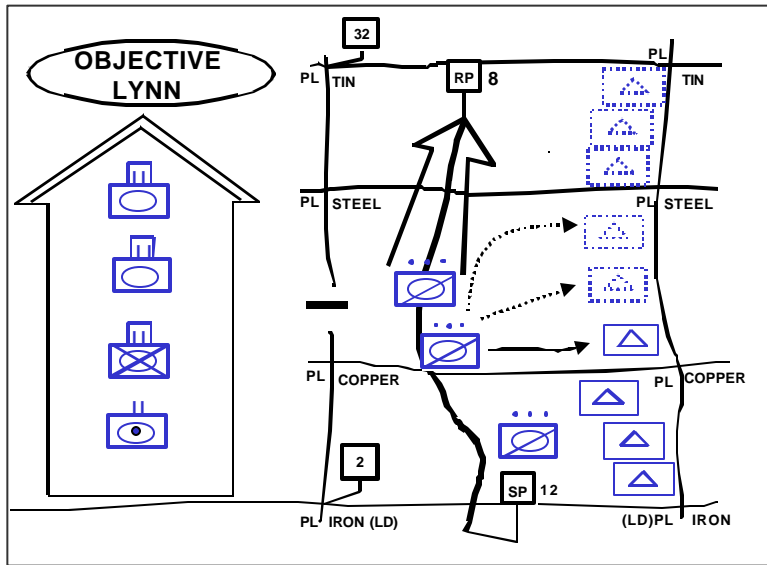 OBJECTIVE
LYNN
32
PL
PL TIN
RP 8
TIN
PL STEEL
PL STEEL
PL COPPER
PL COPPER
2
SP 12
PL IRON (LD)
(LD)PL IRON